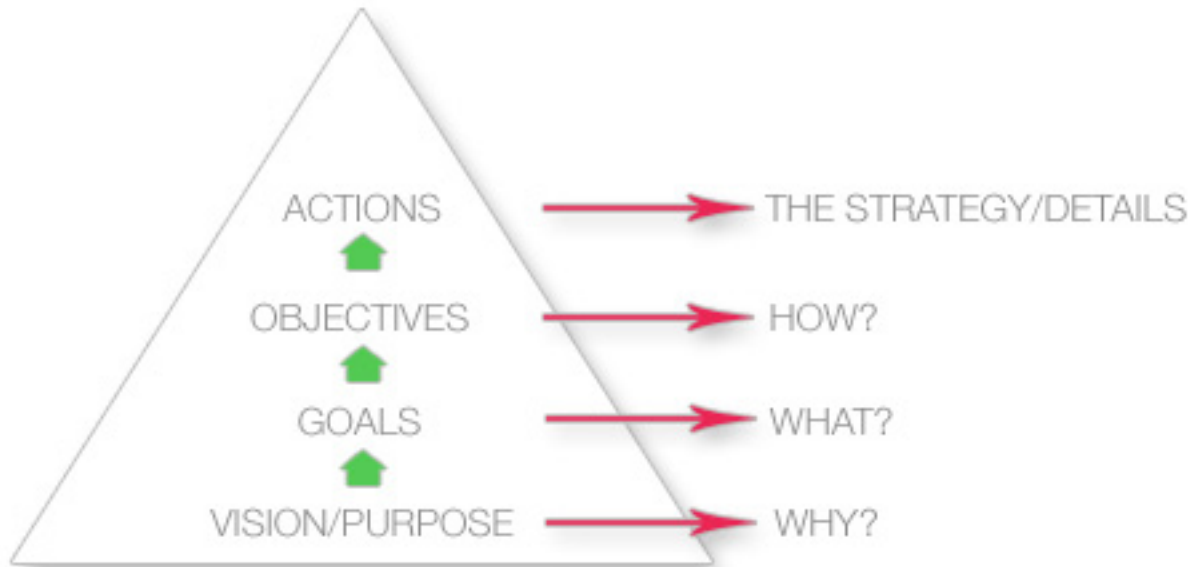 ACTIONS THE STRATEGY/DETAILS
OBJECTIVES HOW?
GOALS WHAT?
VISION/PURPOSE WHY?